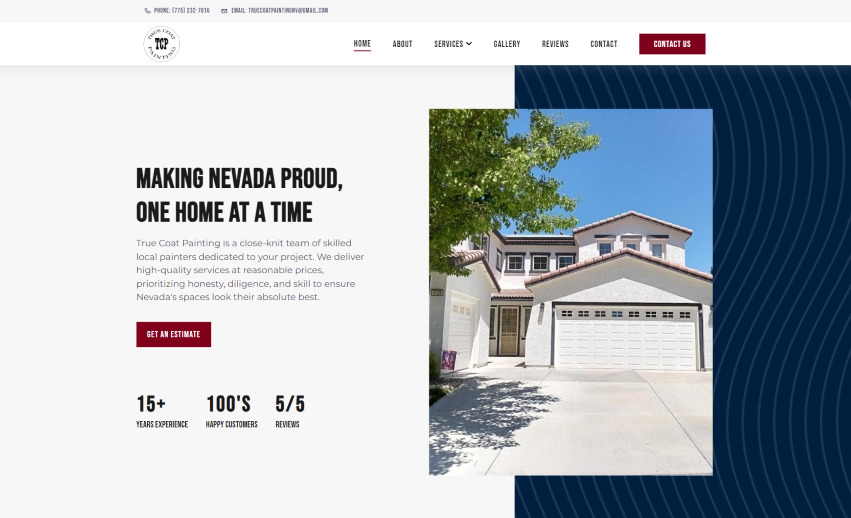 PHONE: (775) 232-7016 EMAIL: TRUECOATPAINTINGNV@GMAIL.COM
TRUE COAT
TCP
PAINTING
HOME ABOUT SERVICES GALLERY REVIEWS CONTACT CONTACT US
MAKING NEVADA PROUD,
ONE HOME AT A TIME
True Coat Painting is a close-knit team of skilled
local painters dedicated to your project. We deliver
high-quality services at reasonable prices,
prioritizing honesty, diligence, and skill to ensure
Nevada's spaces look their absolute best.
GET AN ESTIMATE
15+ 100'S 5/5
YEARS EXPERIENCE HAPPY CUSTOMERS REVIEWS